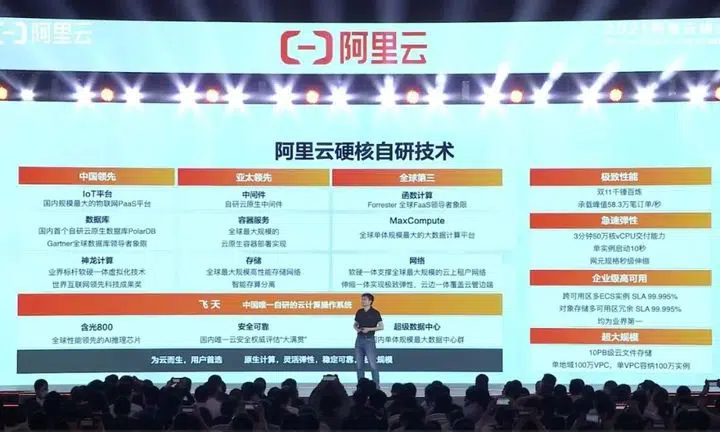 阿里云
阿里云
阿里云硬核自研技术
中国领先
IoT平台
国内规模最大的物联网PaaS平台
数据库
国内首个自研云原生数据库PolarDB
Gartner全球数据库领导者象限
神龙计算
业界标杆软硬一体虚拟化技术
世界互联网领先科技成果奖
亚太领先
中间件
自研云原生中间件
容器服务
全球最大规模的
云原生容器部署实现
存储
全球最大规模高性能存储网络
智能存算分离
全球第三
函数计算
Forrester 全球FaaS领导者象限
MaxCompute
全球单体规模最大的大数据计算平台
网络
软硬一体支撑全球最大规模的云上租户网络
伸缩一体实现极致弹性，云边一体覆盖云管边端
飞天 中国唯一自研的云计算操作系统
含光800
全球性能领先的AI推理芯片
安全可靠
国内唯一云安全权威评估“大满贯”
超级数据中心
国内单体规模最大数据中心群
为云而生，用户首选 原生计算，灵活弹性，稳定可靠，规模
极致性能
双11千锤百炼
承载峰值58.3万笔订单/秒
急速弹性
3分钟50万核vCPU交付能力
单实例启动10秒
网元规格秒级伸缩
企业级高可用
跨可用区多ECS实例 SLA 99.995%
对象存储多可用区冗余 SLA 99.995%
均为业界第一
超大规模
10PB级云文件存储
单地域100万VPC，单VPC容纳100万实例